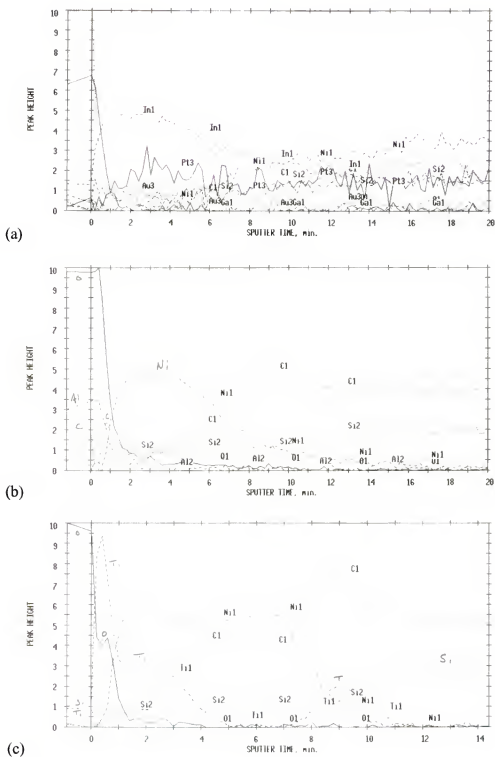 10
9
8
7
6
5
4
3
2
1
0
PEAK HEIGHT
In1
In1
Au3
Pt3
Ni1
C1
Si2
Au3Ga1
Ni1
Pt3
In1
C1 Si2
Au3Ga1
Ni1
Pt3
In1
Si2
Ga1
Ni1
Si2
Ga1
0 2 4 6 8 10 12 14 16 18 20
SPUTTER TIME, min.
(a)
10
9
8
7
6
5
4
3
2
1
0
PEAK HEIGHT
O
Al
C
Ni
Si2
Al2
Ni1
C1
Si2
O1
Al2
C1
Si2Ni1
O1
Al2
C1
Si2
Ni1
O1
Al2
Ni1
O1
0 2 4 6 8 10 12 14 16 18 20
SPUTTER TIME, min.
(b)
10
9
8
7
6
5
4
3
2
1
0
PEAK HEIGHT
O
O
Si2
Ti1
Ni1
C1
Si2
O1
Ti1
Ni1
C1
Si2
O1
Ti1
C1
Si2
Ni1
O1
Ti1
Ni1
Si
0 2 4 6 8 10 12 14
SPUTTER TIME, min.
(c)